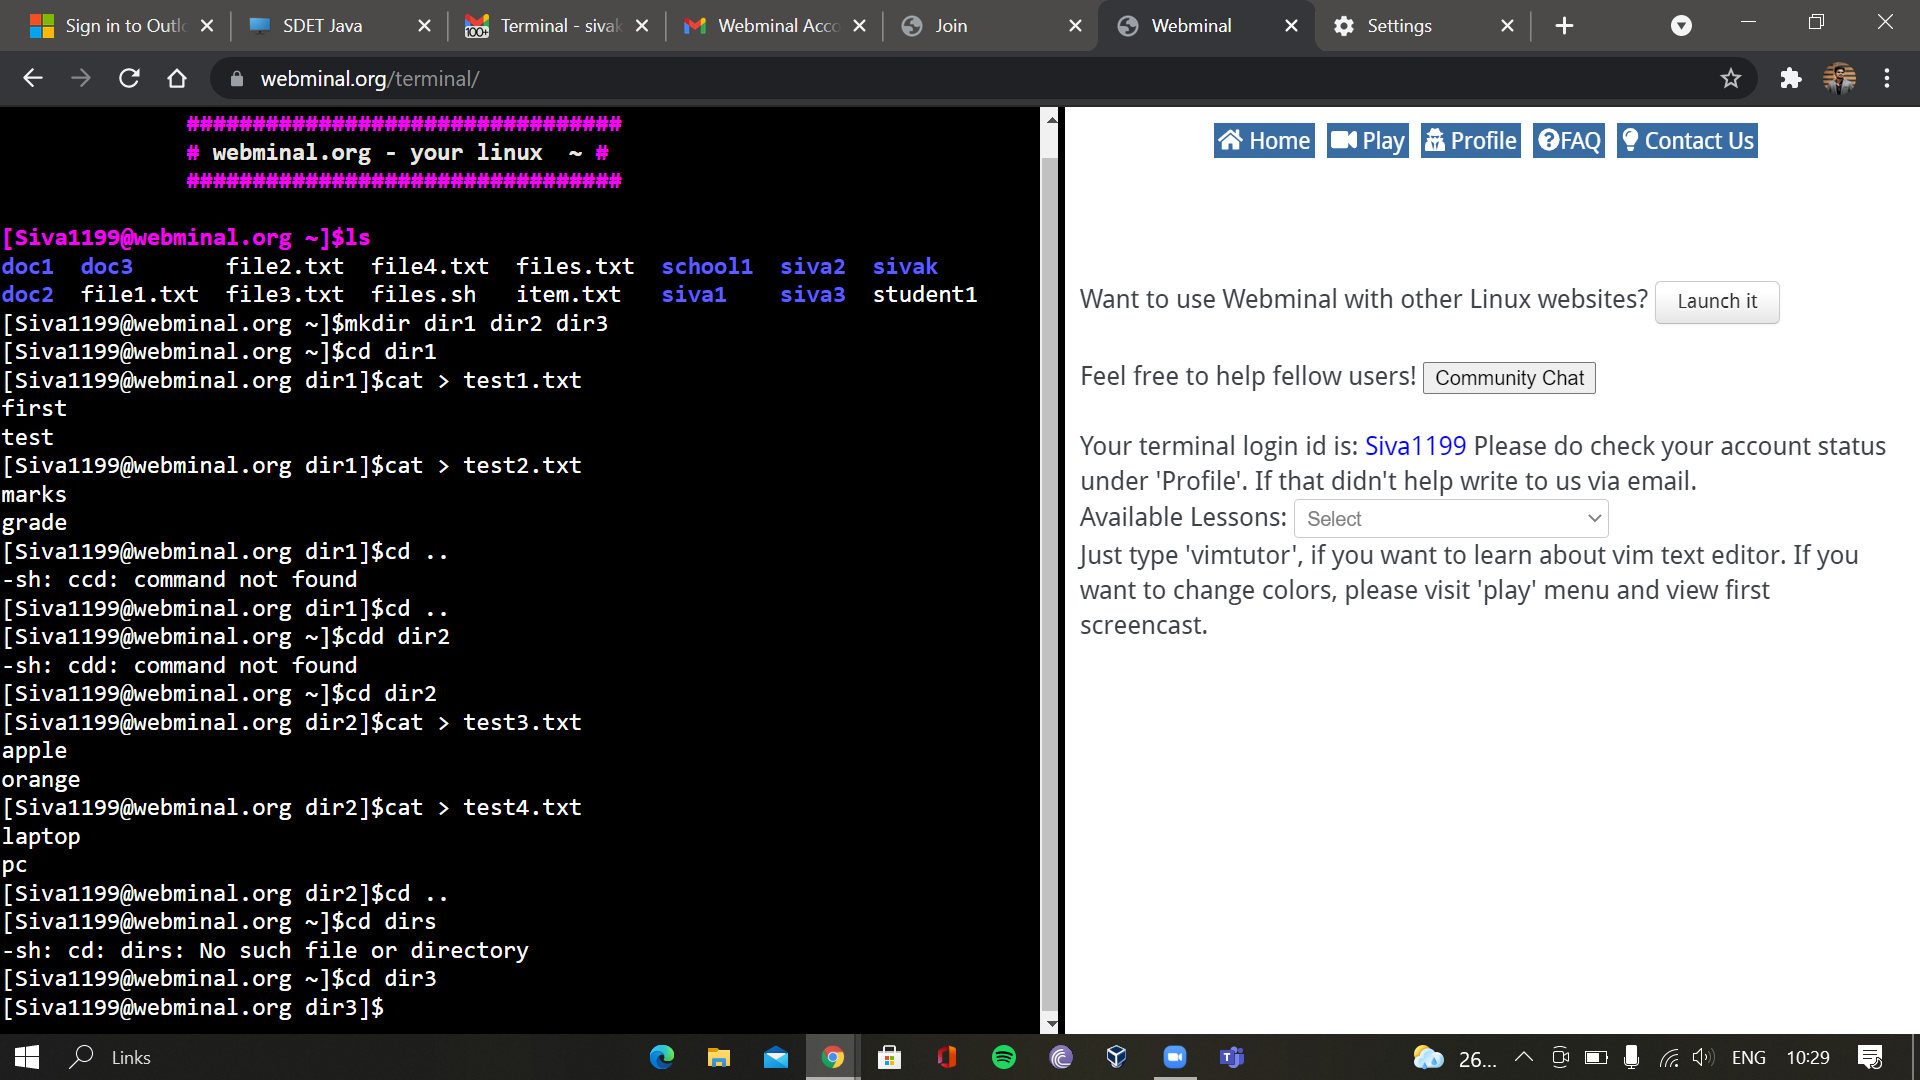 Sign in to Outl
SDET Java
100+
Terminal - sivak
Webminal Acco
Join
Webminal
Settings
webminal.org/terminal/
#################################
# webminal.org - your linux ~ #
#################################
[Siva1199@webminal.org ~]$ls
doc1 doc3 file2.txt file4.txt files.txt school1 siva2 sivak
doc2 file1.txt file3.txt files.sh item.txt siva1 siva3 student1
[Siva1199@webminal.org ~]$mkdir dir1 dir2 dir3
[Siva1199@webminal.org ~]$cd dir1
[Siva1199@webminal.org dir1]$cat > test1.txt
first
test
[Siva1199@webminal.org dir1]$cat > test2.txt
marks
grade
[Siva1199@webminal.org dir1]$cd ..
-sh: ccd: command not found
[Siva1199@webminal.org dir1]$cd ..
[Siva1199@webminal.org ~]$cdd dir2
-sh: cdd: command not found
[Siva1199@webminal.org ~]$cd dir2
[Siva1199@webminal.org dir2]$cat > test3.txt
apple
orange
[Siva1199@webminal.org dir2]$cat > test4.txt
laptop
pc
[Siva1199@webminal.org dir2]$cd ..
[Siva1199@webminal.org ~]$cd dirs
-sh: cd: dirs: No such file or directory
[Siva1199@webminal.org ~]$cd dir3
[Siva1199@webminal.org dir3]$
Home Play Profile FAQ Contact Us
Want to use Webminal with other Linux websites? Launch it
Feel free to help fellow users! Community Chat
Your terminal login id is: Siva1199 Please do check your account status
under 'Profile'. If that didn't help write to us via email.
Available Lessons: Select
Just type 'vimtutor', if you want to learn about vim text editor. If you
want to change colors, please visit 'play' menu and view first
screencast.
Links
26...
ENG
10:29